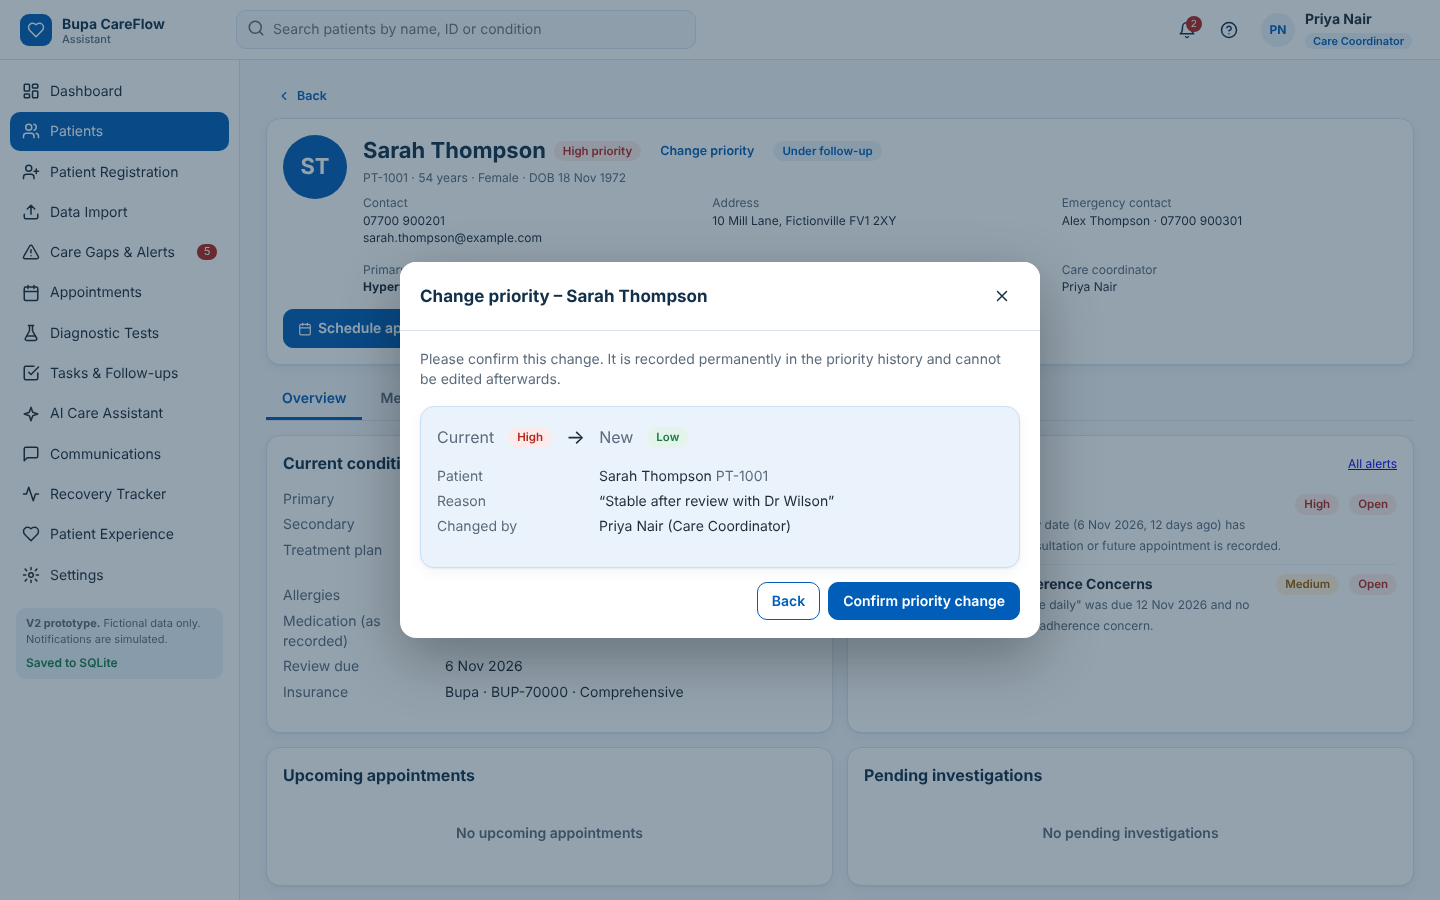 Bupa CareFlow
Assistant
Search patients by name, ID or condition
2
PN
Priya Nair
Care Coordinator
Dashboard
Patients
Patient Registration
Data Import
Care Gaps & Alerts 5
Appointments
Diagnostic Tests
Tasks & Follow-ups
AI Care Assistant
Communications
Recovery Tracker
Patient Experience
Settings
V2 prototype. Fictional data only.
Notifications are simulated.
Saved to SQLite
Back
ST
Sarah Thompson High priority Change priority Under follow-up
PT-1001 · 54 years · Female · DOB 18 Nov 1972
Contact
07700 900201
sarah.thompson@example.com
Address
10 Mill Lane, Fictionville FV1 2XY
Emergency contact
Alex Thompson · 07700 900301
Care coordinator
Priya Nair
Schedule ap
Overview
Change priority – Sarah Thompson
Please confirm this change. It is recorded permanently in the priority history and cannot
be edited afterwards.
Current High → New Low
Patient Sarah Thompson PT-1001
Reason “Stable after review with Dr Wilson”
Changed by Priya Nair (Care Coordinator)
Back Confirm priority change
Current conditi
Primary
Secondary
Treatment plan
Allergies
Medication (as
recorded)
Review due 6 Nov 2026
Insurance Bupa · BUP-70000 · Comprehensive
All alerts
High Open
date (6 Nov 2026, 12 days ago) has
sultation or future appointment is recorded.
erence Concerns Medium Open
e daily" was due 12 Nov 2026 and no
adherence concern.
Upcoming appointments
No upcoming appointments
Pending investigations
No pending investigations